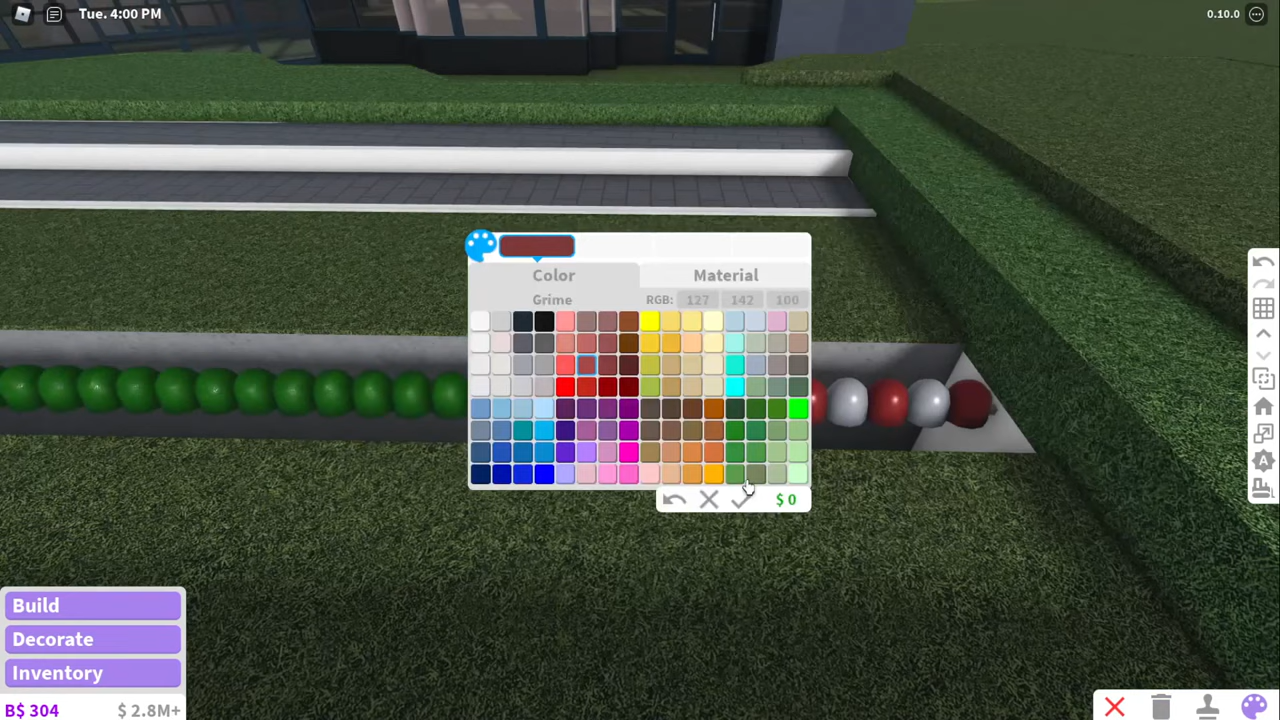 Tue. 4:00 PM
0.10.0
Color
Material
Grime
RGB: 127 142 100
$ 0
Build
Decorate
Inventory
B$ 304
$ 2.8M+